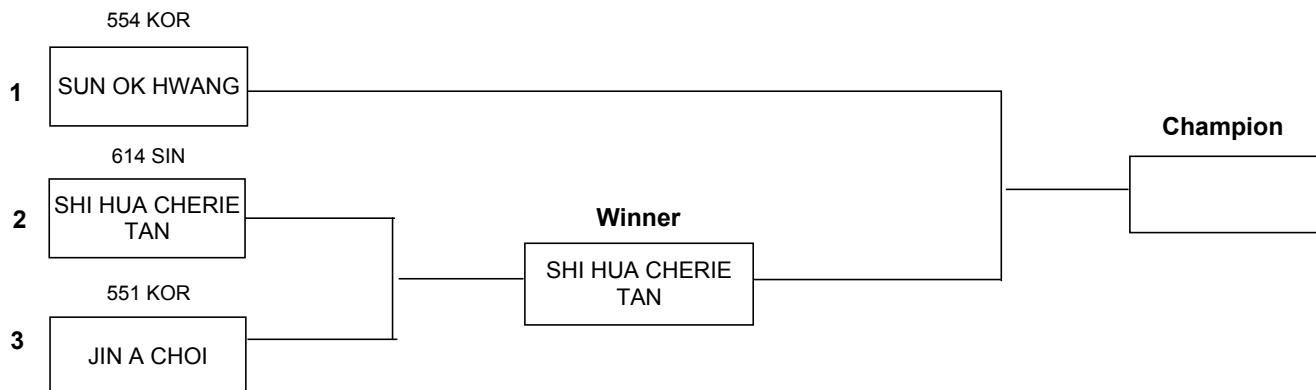 554 KOR
1
SUN OK HWANG
Champion
614 SIN
2
SHI HUA CHERIE
TAN
Winner
SHI HUA CHERIE
TAN
551 KOR
3
JIN A CHOI